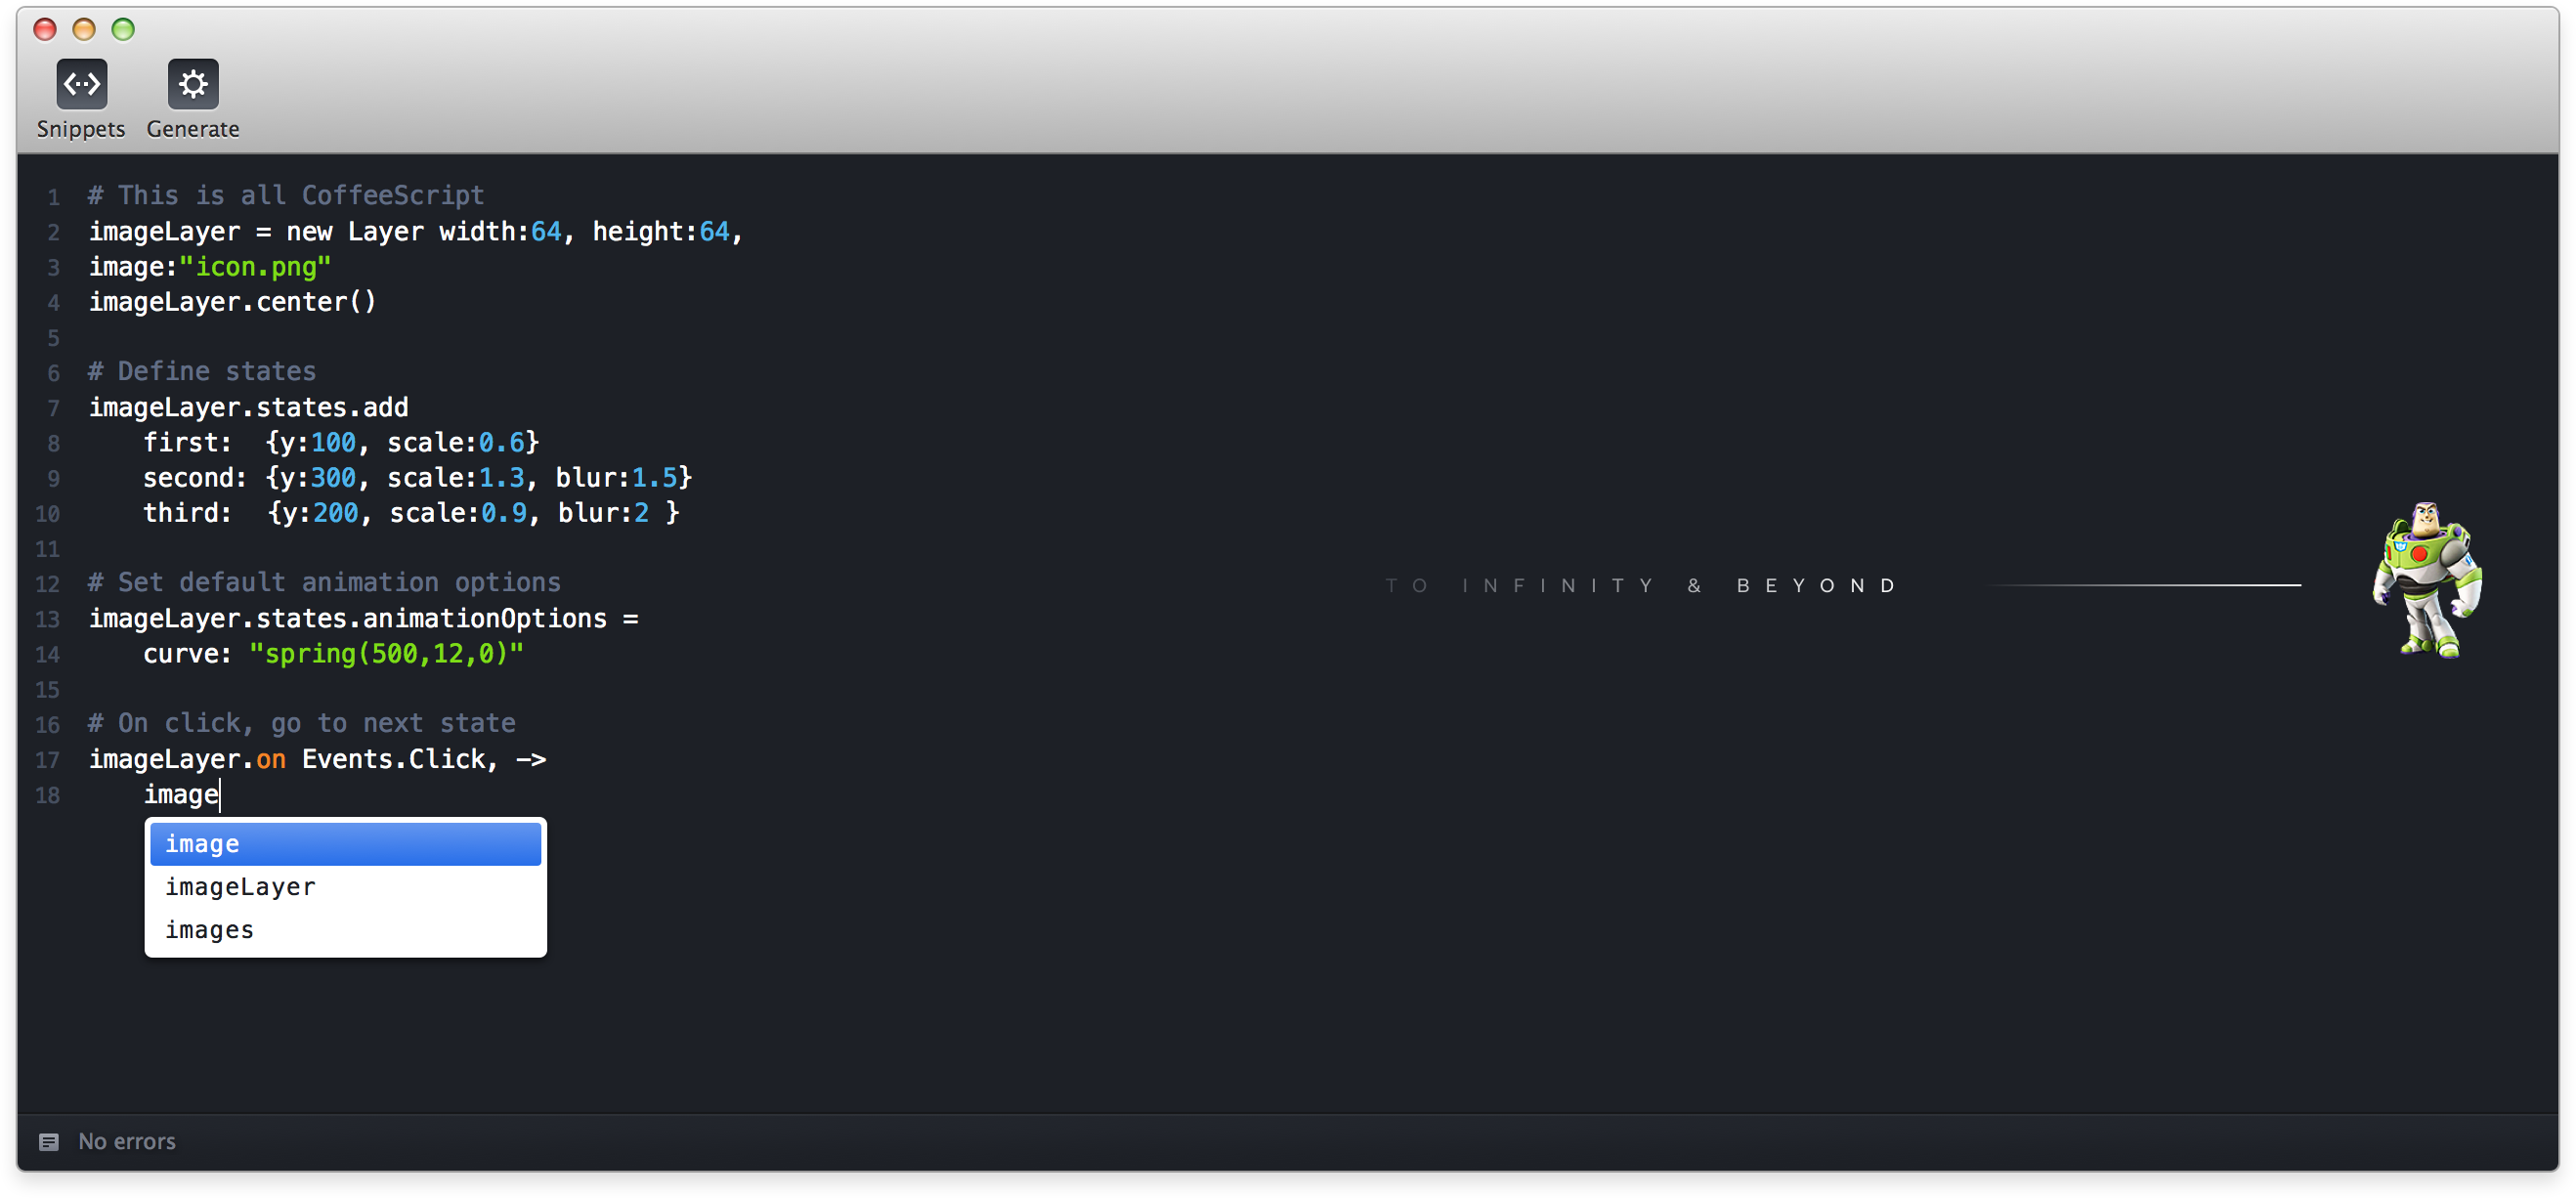 Snippets Generate
1 # This is all CoffeeScript
2 imageLayer = new Layer width:64, height:64,
3 image:"icon.png"
4 imageLayer.center()
5
6 # Define states
7 imageLayer.states.add
8 first: {y:100, scale:0.6}
9 second: {y:300, scale:1.3, blur:1.5}
10 third: {y:200, scale:0.9, blur:2 }
11
12 # Set default animation options
13 imageLayer.states.animationOptions =
14 curve: "spring(500,12,0)"
15
16 # On click, go to next state
17 imageLayer.on Events.Click, ->
18 image
image
imageLayer
images
TO INFINITY & BEYOND
No errors